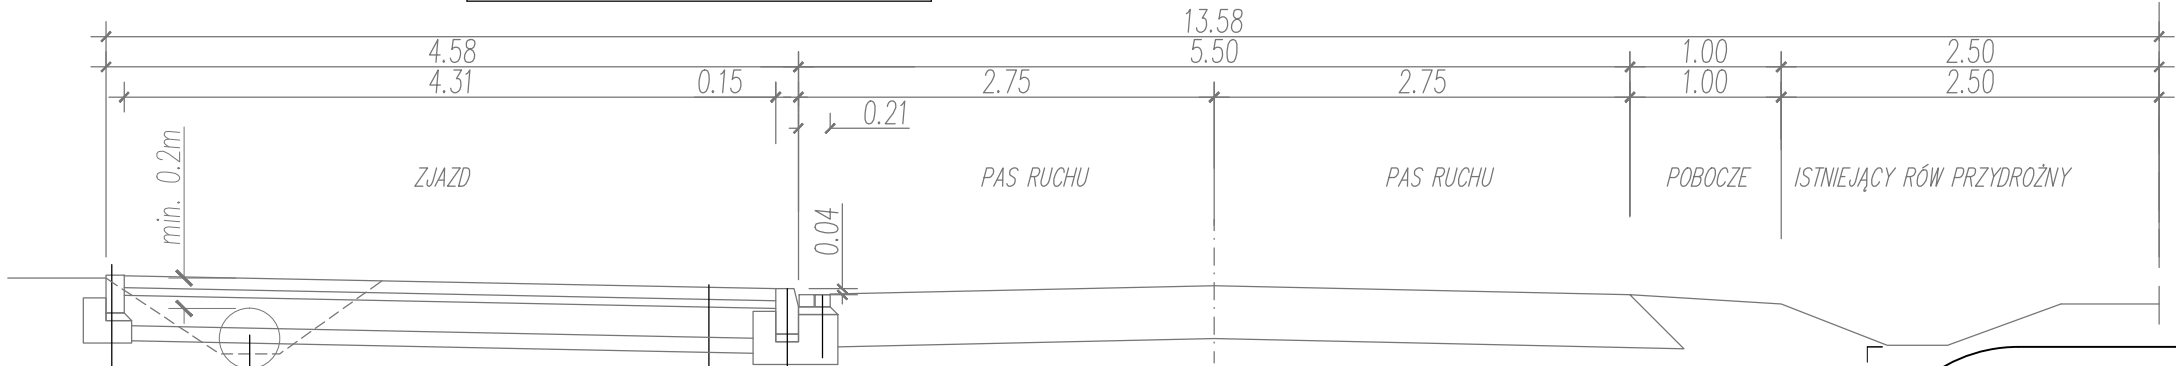 13.58
4.58 5.50 1.00 2.50
4.31 0.15 2.75 2.75 1.00 2.50
0.21
min. 0.2m
ZJAZD PAS RUCHU PAS RUCHU POBOCZE ISTNIEJĄCY RÓW PRZYDROŻNY
0.04